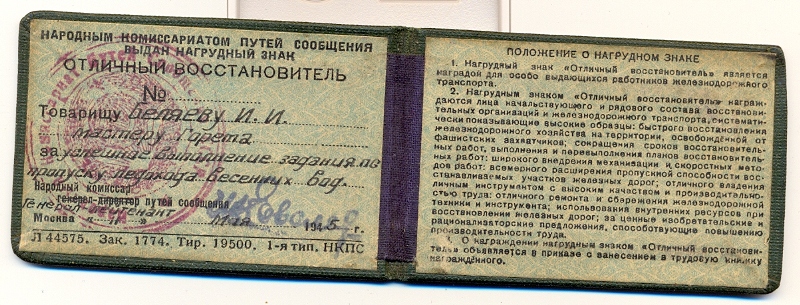 НАРОДНЫМ КОМИССАРИАТОМ ПУТЕЙ СООБЩЕНИЯ
ВЫДАН НАГРУДНЫЙ ЗНАК
ОТЛИЧНЫЙ ВОССТАНОВИТЕЛЬ
№
Товарищу Беляеву И. И.
мастеру Горема
за успешное выполнение задания по
пропуску ледохода весенних вод.
Народный комиссар
генерал-директор путей сообщения
Генерал-лейтенант
Москва мая 1945 г.
Л 44575. Зак. 1774. Тир. 19500. 1-я тип. НКПС
ПОЛОЖЕНИЕ О НАГРУДНОМ ЗНАКЕ
1. Нагрудный знак «Отличный восстановитель» является
наградой для особо выдающихся работников железнодорожного
транспорта.
2. Нагрудным знаком «Отличный восстановитель» награж-
даются лица начальствующего и рядового состава восстанови-
тельных организаций и железнодорожного транспорта, системати-
чески показывающие высокие образцы: быстрого восстановления
железнодорожного хозяйства на территории, освобожденной от
фашистских захватчиков; сокращения сроков восстановитель-
ных работ, выполнения и перевыполнения планов восстановитель-
ных работ; широкого внедрения механизации и скоростных мето-
дов работ; всемерного расширения пропускной способности вос-
станавливаемых участков железных дорог; отличного владения
личным инструментом с высоким качеством и производительно-
стью труда; отличного ремонта и сбережения железнодорожной
техники и инструмента; использования внутренних ресурсов при
восстановлении железных дорог; за ценные изобретательские и
рационализаторские предложения, способствующие повышению
производительности труда.
3. О награждении нагрудным знаком «Отличный восстанови-
тель» объявляется в приказе с занесением в трудовую книжку
награжденного.